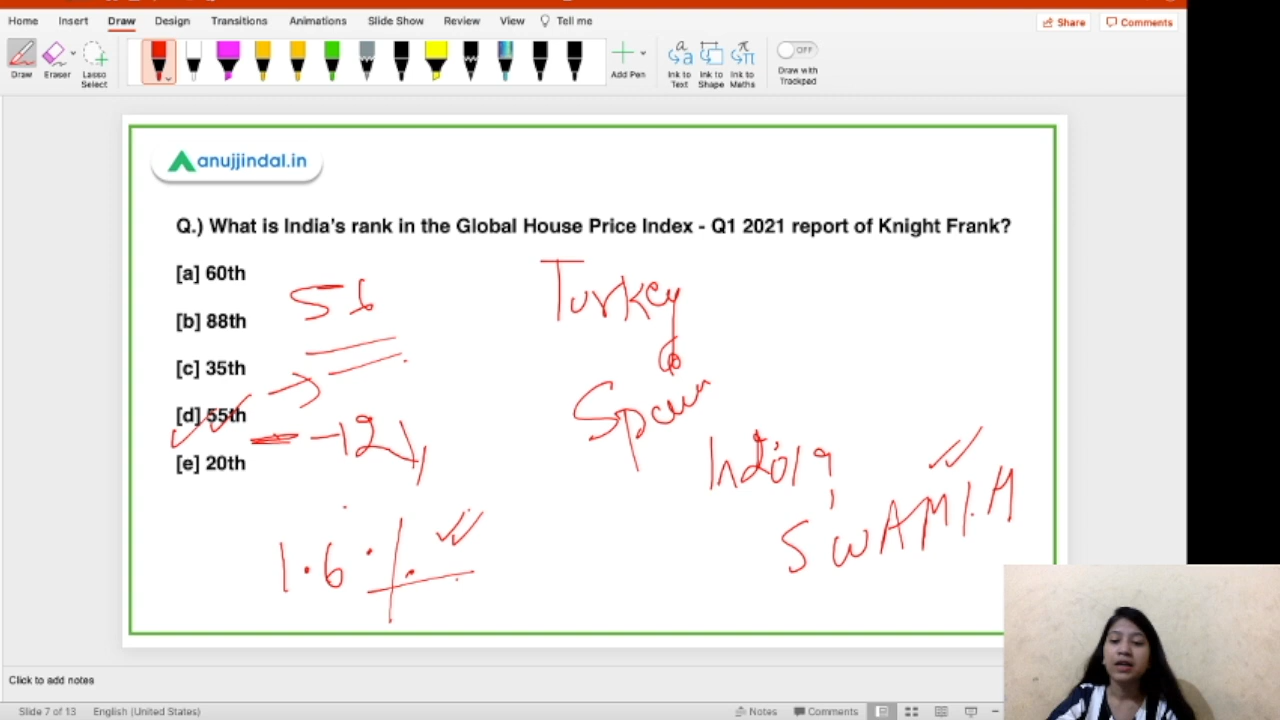 Home Insert Draw Design Transitions Animations Slide Show Review View Tell me Share Comments
Draw Eraser Lasso Select Add Pen Ink to Text Ink to Shape Ink to Maths OFF Draw with Trackpad
anujjindal.in
Q.) What is India's rank in the Global House Price Index - Q1 2021 report of Knight Frank?
[a] 60th
[b] 88th
[c] 35th
[d] 55th
[e] 20th
56
Turkey
-12%
India
SWAMIH
1.6%
Click to add notes
Slide 7 of 13 English (United States) Notes Comments